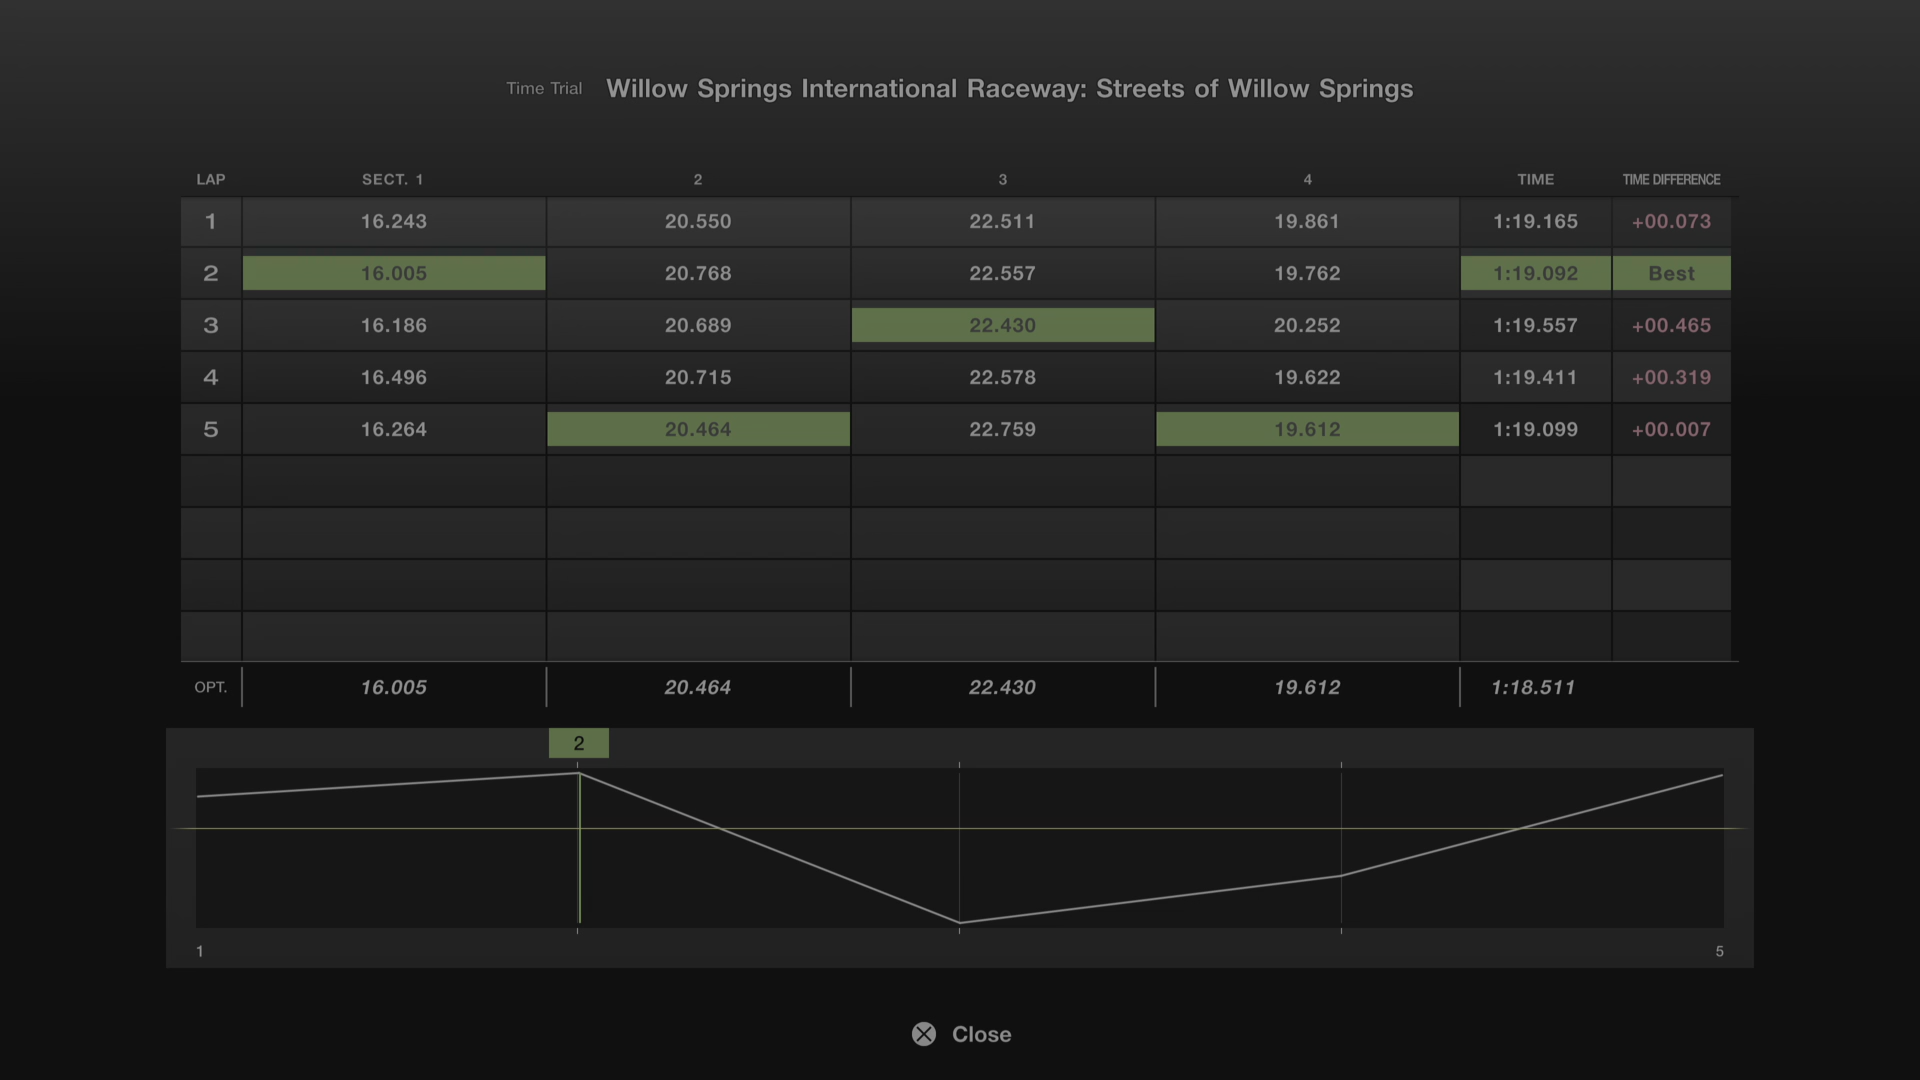 Time Trial Willow Springs International Raceway: Streets of Willow Springs
LAP SECT. 1 2 3 4 TIME TIME DIFFERENCE
1 16.243 20.550 22.511 19.861 1:19.165 +00.073
2 16.005 20.768 22.557 19.762 1:19.092 Best
3 16.186 20.689 22.430 20.252 1:19.557 +00.465
4 16.496 20.715 22.578 19.622 1:19.411 +00.319
5 16.264 20.464 22.759 19.612 1:19.099 +00.007
OPT. 16.005 20.464 22.430 19.612 1:18.511
2
1 5
Close